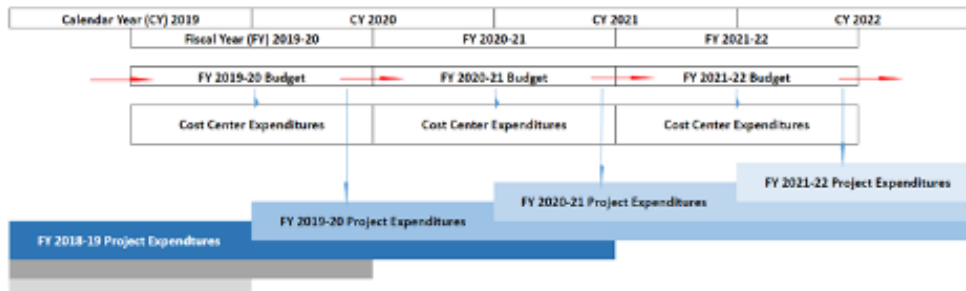 Calendar Year (CY) 2019 CY 2020 CY 2021 CY 2022
Fiscal Year (FY) 2019-20 FY 2020-21 FY 2021-22
FY 2019-20 Budget FY 2020-21 Budget FY 2021-22 Budget
Cost Center Expenditures Cost Center Expenditures Cost Center Expenditures
FY 2021-22 Project Expenditures
FY 2020-21 Project Expenditures
FY 2019-20 Project Expenditures
FY 2018-19 Project Expenditures